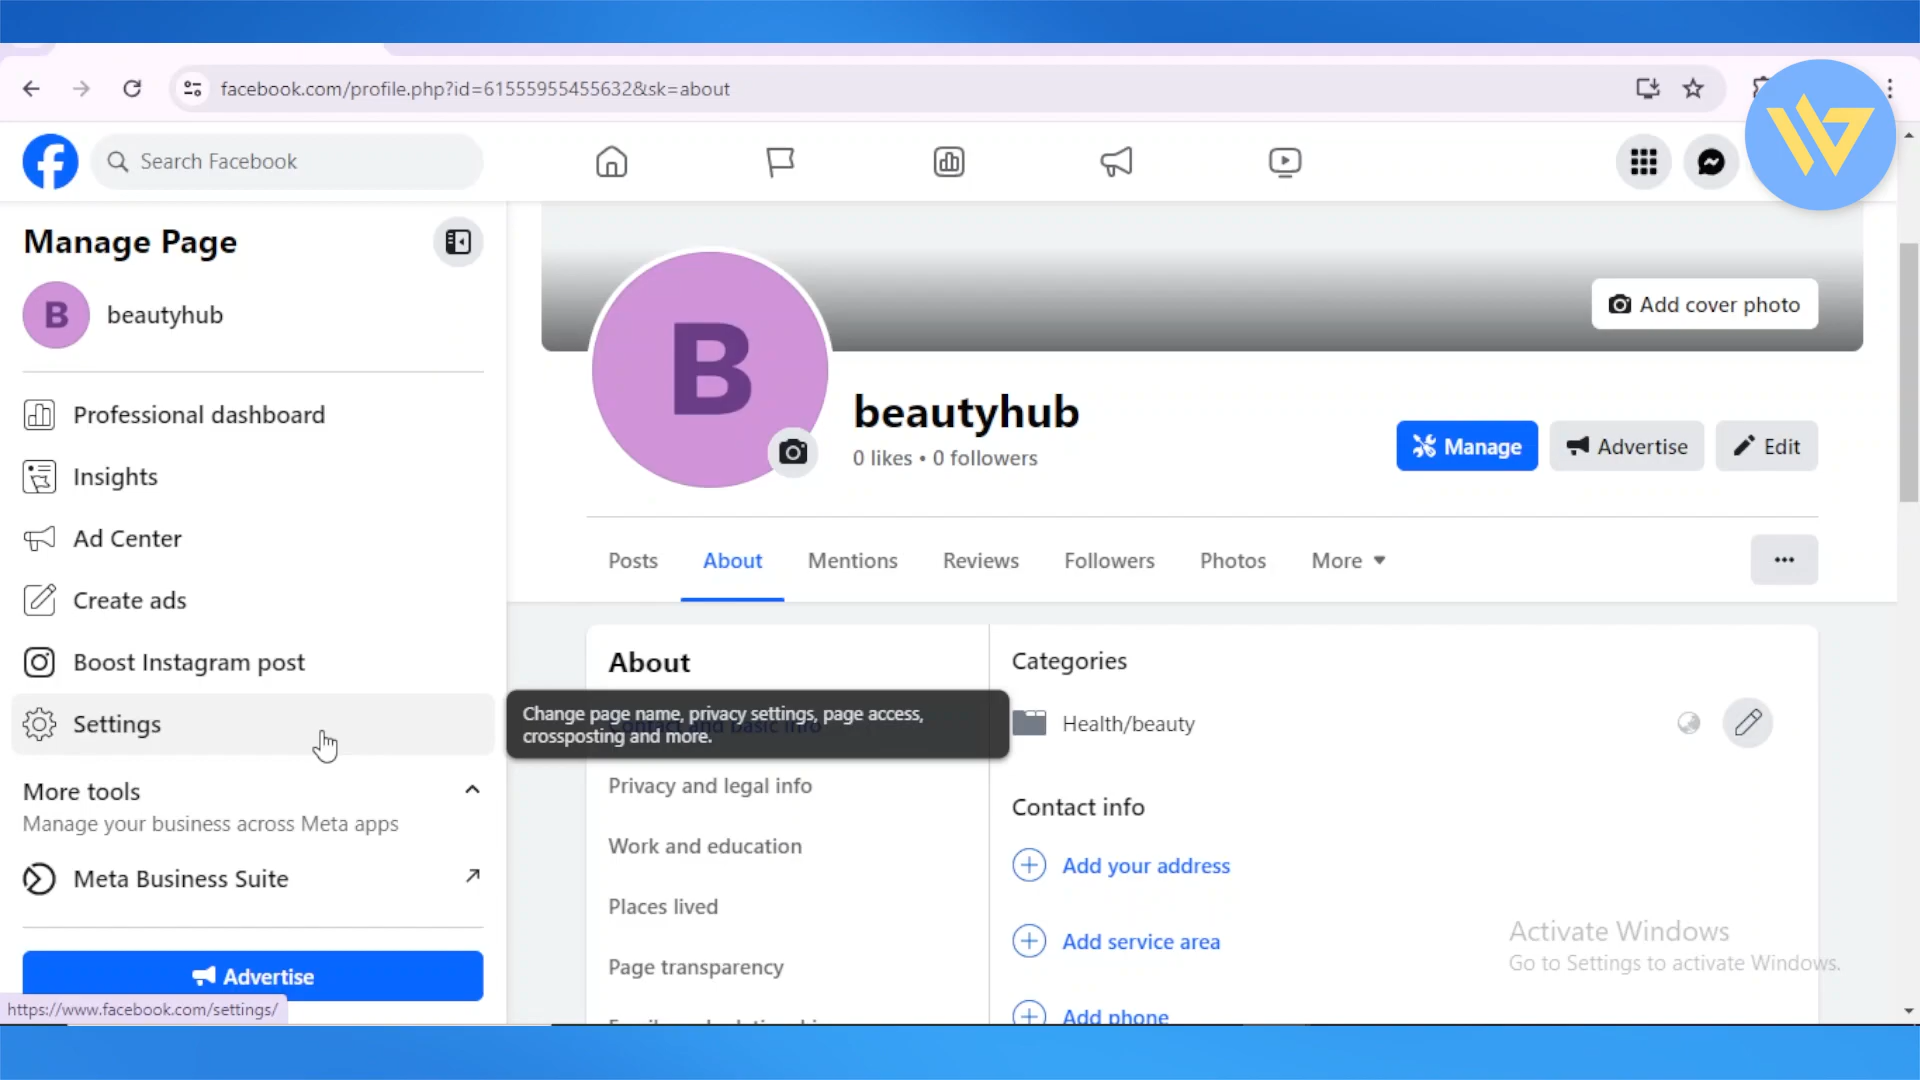 facebook.com/profile.php?id=61555955455632&sk=about
Search Facebook
Manage Page
B
beautyhub
Professional dashboard
Insights
Ad Center
Create ads
Boost Instagram post
Settings
More tools
Manage your business across Meta apps
Meta Business Suite
Advertise
https://www.facebook.com/settings/
Add cover photo
B
beautyhub
0 likes • 0 followers
Manage
Advertise
Edit
Posts
About
Mentions
Reviews
Followers
Photos
More
About
Change page name, privacy settings, page access,
crossposting and more.
Contact and basic info
Privacy and legal info
Work and education
Places lived
Page transparency
Categories
Health/beauty
Contact info
Add your address
Add service area
Add phone
Activate Windows
Go to Settings to activate Windows.